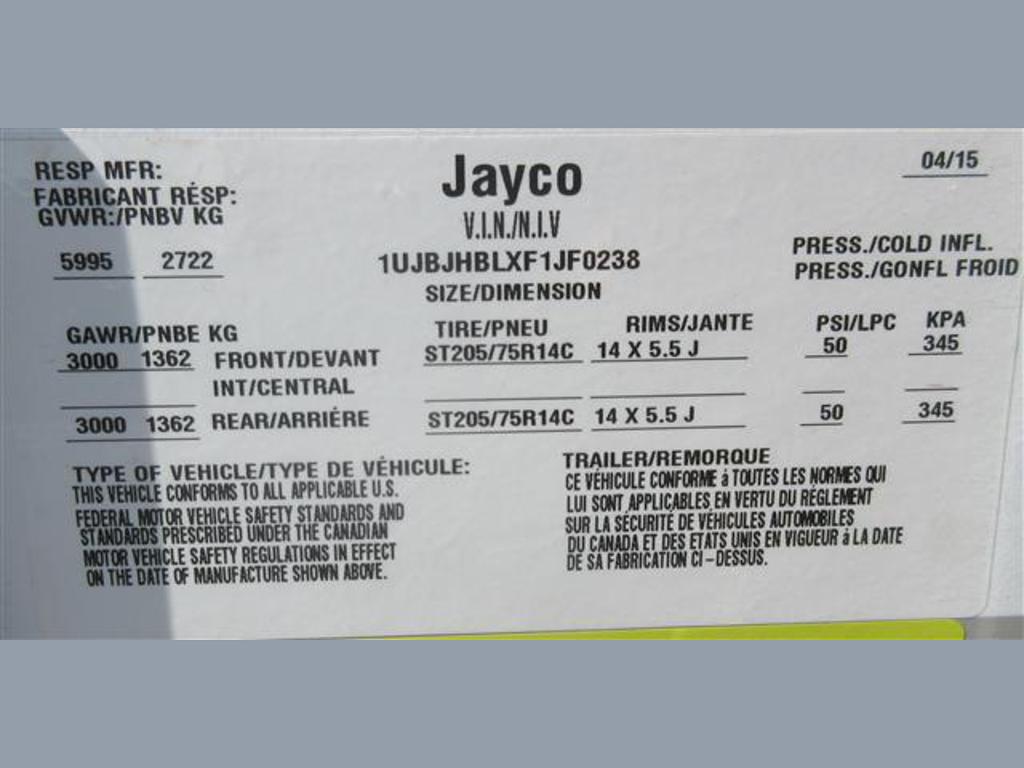 RESP MFR:
Jayco
04/15
FABRICANT RÉSP:
GVWR:/PNBV KG
V.I.N./N.I.V
5995 2722
1UJBJHBLXF1JF0238
PRESS./COLD INFL.
PRESS./GONFL FROID
SIZE/DIMENSION
GAWR/PNBE KG TIRE/PNEU RIMS/JANTE PSI/LPC KPA
3000 1362 FRONT/DEVANT ST205/75R14C 14 X 5.5 J 50 345
INT/CENTRAL
3000 1362 REAR/ARRIÉRE ST205/75R14C 14 X 5.5 J 50 345
TYPE OF VEHICLE/TYPE DE VÉHICULE: TRAILER/REMORQUE
THIS VEHICLE CONFORMS TO ALL APPLICABLE U.S.
FEDERAL MOTOR VEHICLE SAFETY STANDARDS AND
STANDARDS PRESCRIBED UNDER THE CANADIAN
MOTOR VEHICLE SAFETY REGULATIONS IN EFFECT
ON THE DATE OF MANUFACTURE SHOWN ABOVE.
CE VÉHICULE CONFORME á TOUTES LES NORMES QUI
LUI SONT APPLICABLES EN VERTU DU RÉGLEMENT
SUR LA SÉCURITÉ DE VÉHICULES AUTOMOBILES
DU CANADA ET DES ETATS UNIS EN VIGUEUR á LA DATE
DE SA FABRICATION CI-DESSUS.